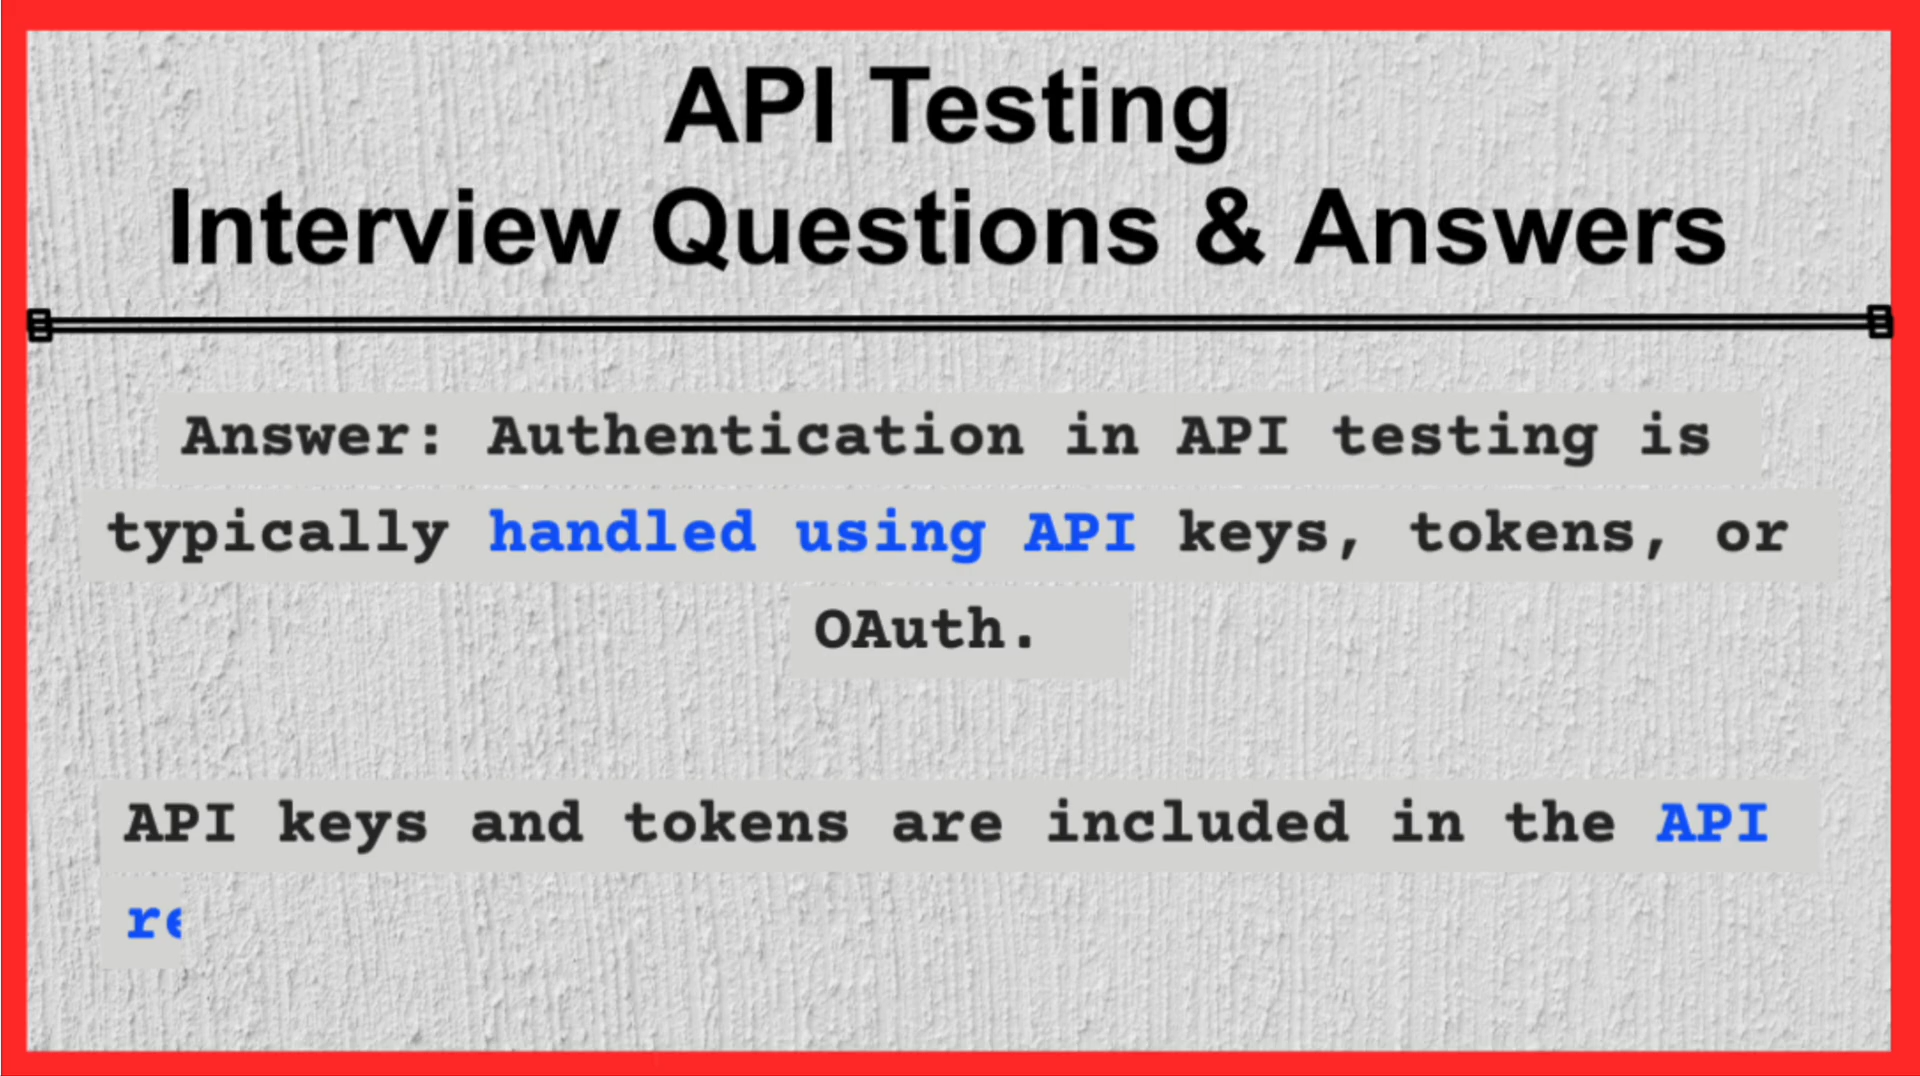 API Testing
Interview Questions & Answers
Answer: Authentication in API testing is
typically handled using API keys, tokens, or
OAuth.
API keys and tokens are included in the API